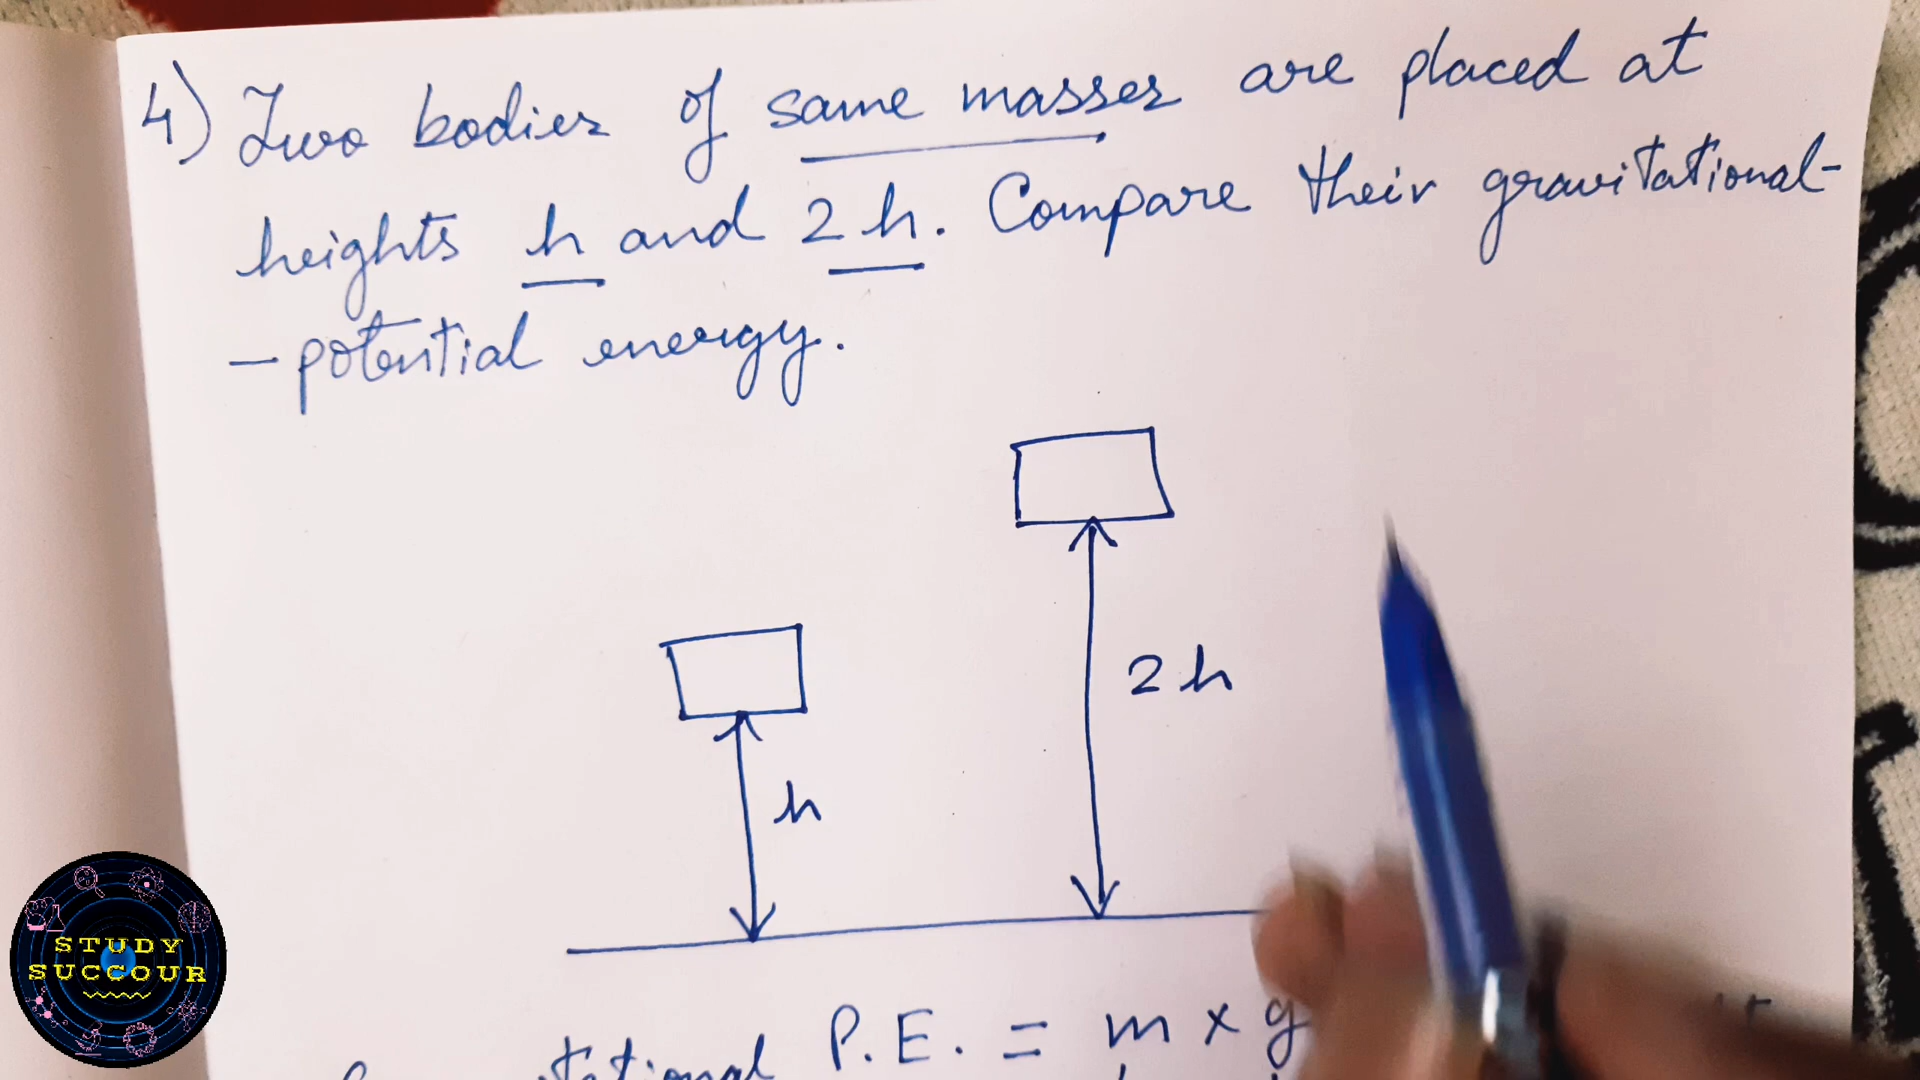 4) Two bodies of same masses are placed at
heights h and 2h. Compare their gravitational-
- potential energy.
2h
h
P.E. = m x g
STUDY
SUCCOUR